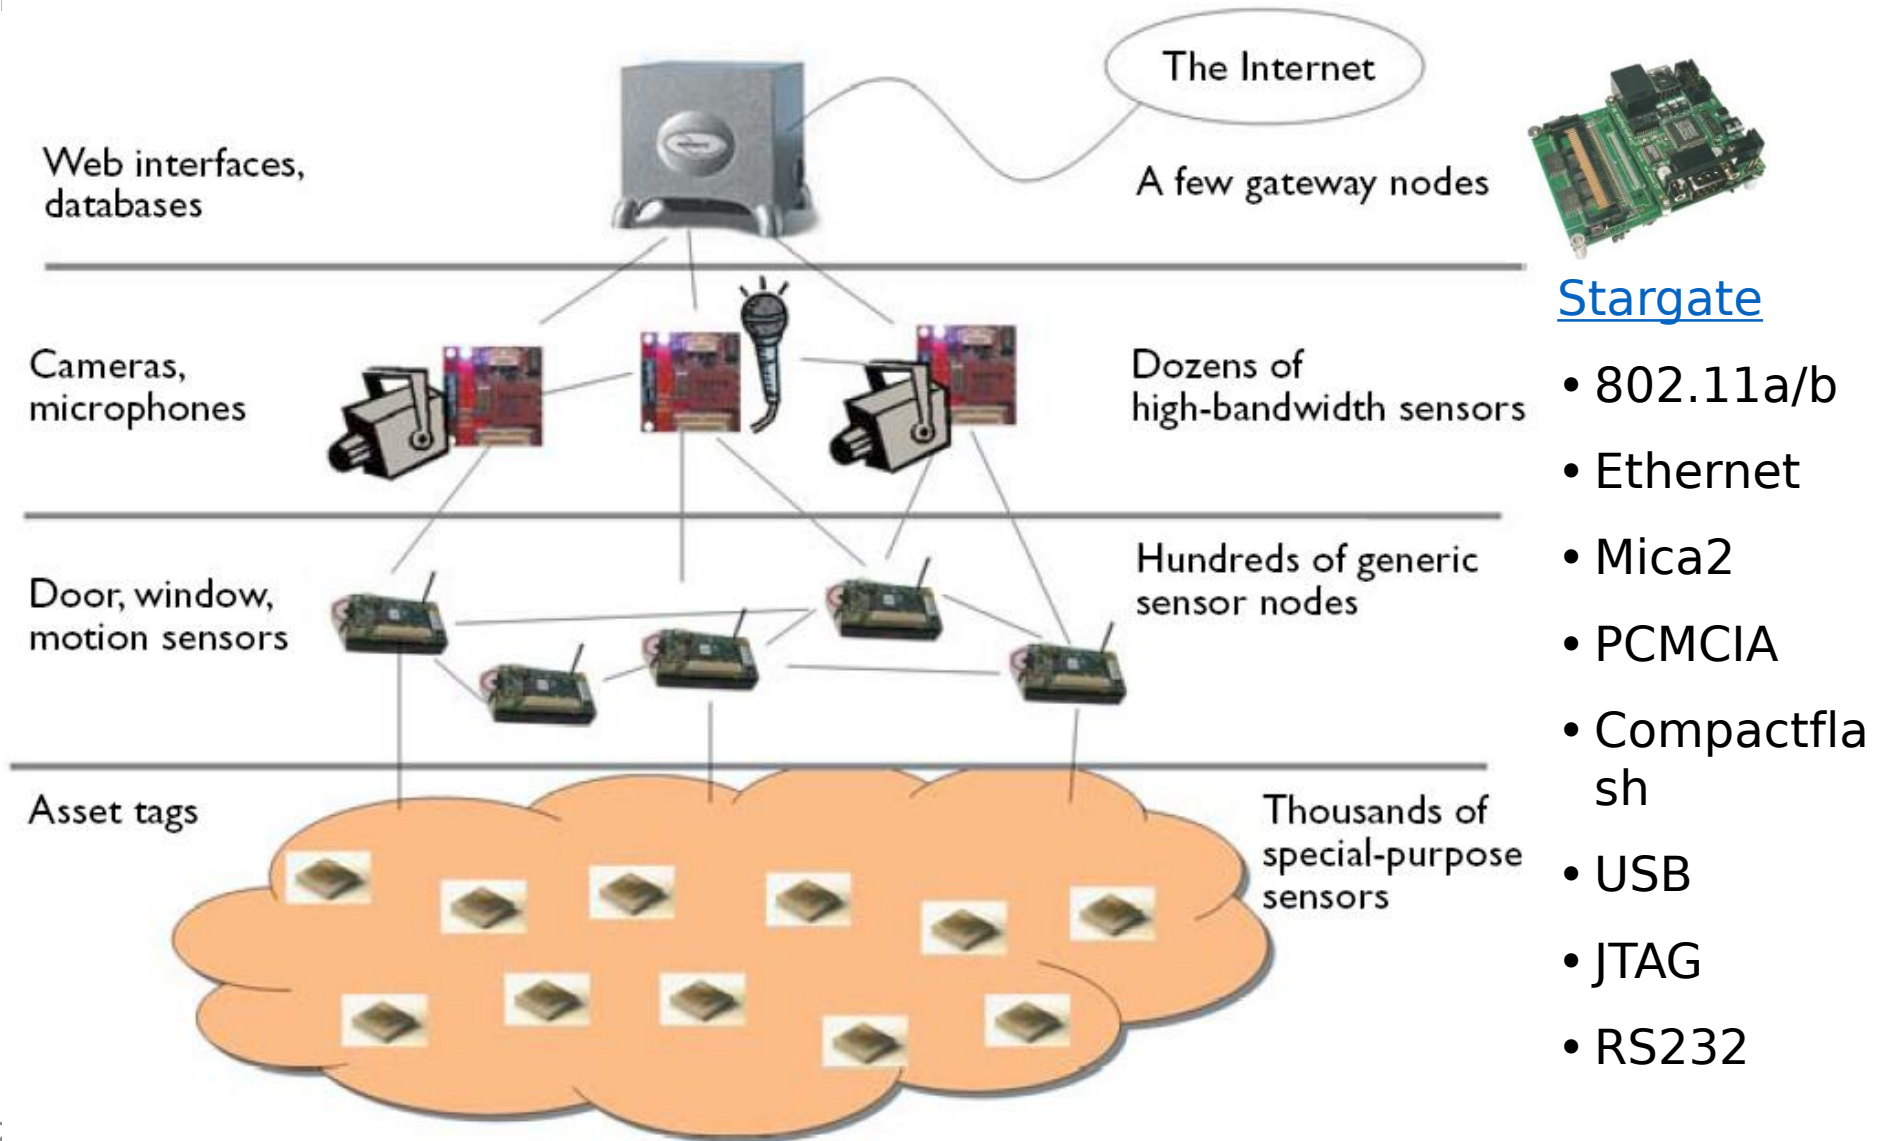 The Internet
Web interfaces,
databases
A few gateway nodes
Cameras,
microphones
Dozens of
high-bandwidth sensors
Door, window,
motion sensors
Hundreds of generic
sensor nodes
Asset tags
Thousands of
special-purpose
sensors
Stargate
• 802.11a/b
• Ethernet
• Mica2
• PCMCIA
• Compactfla
sh
• USB
• JTAG
• RS232